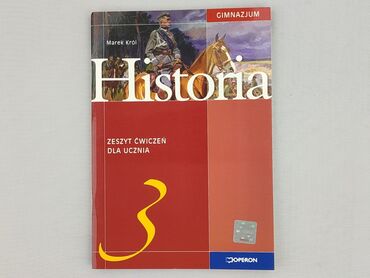 GIMNAZJUM
Marek Król
Historia
ZESZYT ĆWICZEŃ
DLA UCZNIA
3
OPERON